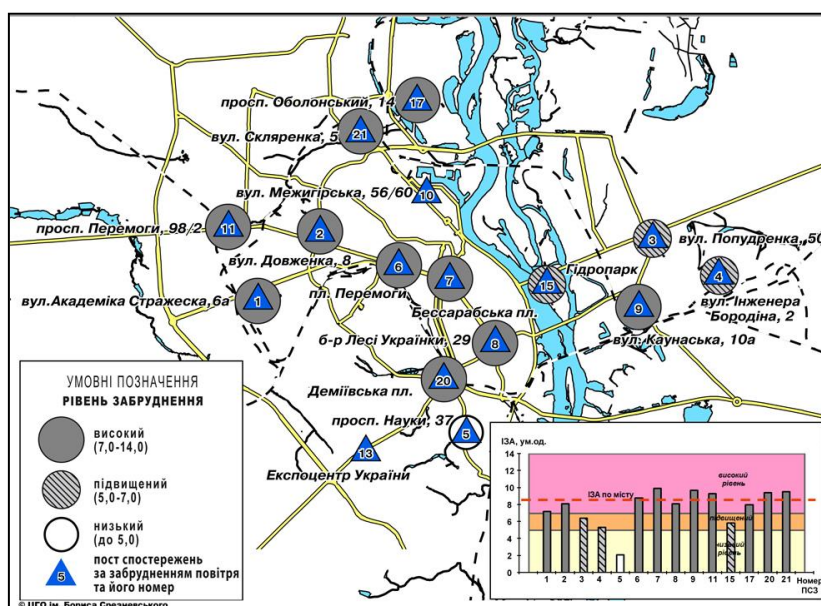 просп. Оболонський, 14
17
вул. Скляренка, 5
21
вул. Межигірська, 56/60
10
просп. Перемоги, 98/2
11
2
3
вул. Попудренка, 50
вул. Довженка, 8
6
7
Гідропарк
15
4
пл. Перемоги
вул.Академіка Стражеска,6а
1
Бессарабська пл.
9
вул. Інженера
Бородіна, 2
б-р Лесі Українки, 29
8
вул. Каунаська, 10а
Деміївська пл.
20
просп. Науки, 37
5
13
Експоцентр України
УМОВНІ ПОЗНАЧЕННЯ
РІВЕНЬ ЗАБРУДНЕННЯ
високий
(7,0-14,0)
підвищений
(5,0-7,0)
низький
(до 5,0)
5
пост спостережень
за забрудненням повітря
та його номер
ІЗА, ум.од.
14
12
10
8
6
4
2
0
високий
рівень
ІЗА по місту
підвищений
низький
рівень
1 2 3 4 5 6 7 8 9 11 15 17 20 21
Номер
ПСЗ
© ЦГО ім. Бориса Срезневського